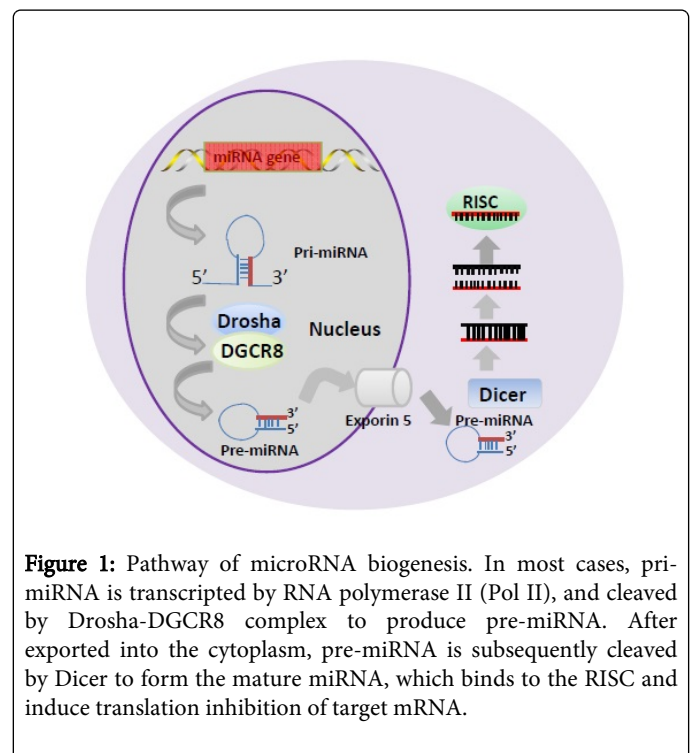 miRNA gene
Pri-miRNA
5′ 3′
Drosha
DGCR8
Nucleus
3′
5′
Pre-miRNA
Exporin 5
RISC
Dicer
Pre-miRNA
3′
5′
Figure 1: Pathway of microRNA biogenesis. In most cases, pri-
miRNA is transcripted by RNA polymerase II (Pol II), and cleaved
by Drosha-DGCR8 complex to produce pre-miRNA. After
exported into the cytoplasm, pre-miRNA is subsequently cleaved
by Dicer to form the mature miRNA, which binds to the RISC and
induce translation inhibition of target mRNA.